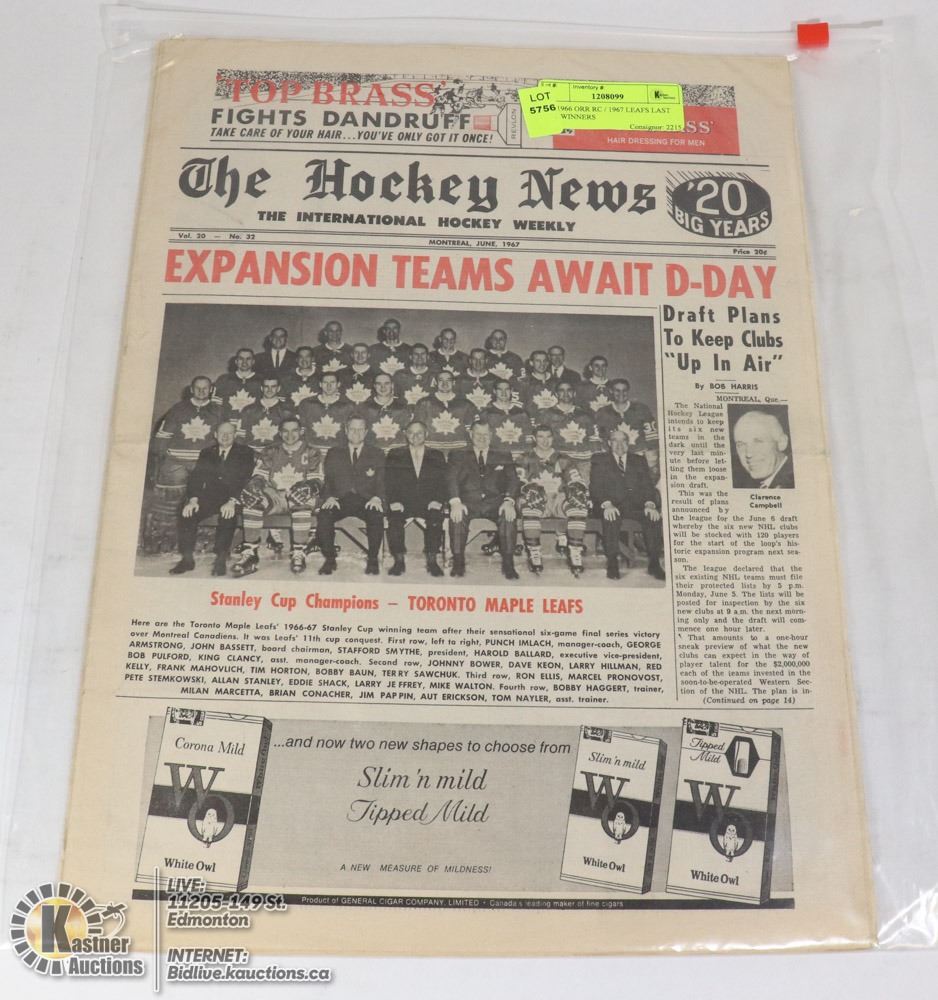 'TOP BRASS'
FIGHTS DANDRUFF
TAKE CARE OF YOUR HAIR...YOU'VE ONLY GOT IT ONCE!
REVLON
HAIR DRESSING FOR MEN
LOT
5756
Inventory #:
1208099
1966 ORR RC / 1967 LEAFS LAST
WINNERS
Consignor: 2215
The Hockey News
THE INTERNATIONAL HOCKEY WEEKLY
'20
BIG YEARS
Vol. 20 — No. 32
MONTREAL, JUNE, 1967
Price 20¢
EXPANSION TEAMS AWAIT D-DAY
Stanley Cup Champions — TORONTO MAPLE LEAFS
Here are the Toronto Maple Leafs' 1966-67 Stanley Cup winning team after their sensational six-game final series victory
over Montreal Canadiens. It was Leafs' 11th cup conquest. First row, left to right, PUNCH IMLACH, manager-coach, GEORGE
ARMSTRONG, JOHN BASSETT, board chairman, STAFFORD SMYTHE, president, HAROLD BALLARD, executive vice-president,
BOB PULFORD, KING CLANCY, asst. manager-coach. Second row, JOHNNY BOWER, DAVE KEON, LARRY HILLMAN, RED
KELLY, FRANK MAHOVLICH, TIM HORTON, BOBBY BAUN, TERRY SAWCHUK. Third row, RON ELLIS, MARCEL PRONOVOST,
PETE STEMKOWSKI, ALLAN STANLEY, EDDIE SHACK, LARRY JEFFREY, MIKE WALTON. Fourth row, BOBBY HAGGERT, trainer,
MILAN MARCETTA, BRIAN CONACHER, JIM PAPPIN, AUT ERICKSON, TOM NAYLER, asst. trainer.
Draft Plans
To Keep Clubs
"Up In Air"
By BOB HARRIS
MONTREAL, Que.—
The National
Hockey League
intends to keep
its six new
teams in the
dark until the
very last min-
ute before let-
ting them loose
in the expan-
sion draft.
This was the
result of plans
announced by
the league for the June 6 draft
whereby the six new NHL clubs
will be stocked with 120 players
for the start of the loop's his-
toric expansion program next sea-
son.
The league declared that the
six existing NHL teams must file
their protected lists by 5 p.m.
Monday, June 5. The lists will be
posted for inspection by the six
new clubs at 9 a.m. the next morn-
ing only and the draft will com-
mence one hour later.
That amounts to a one-hour
sneak preview of what the new
clubs can expect in the way of
player talent for the $2,000,000
each of the teams invested in the
soon-to-be-operated Western Sec-
tion of the NHL. The plan is in-
(Continued on page 14)
Clarence
Campbell
Corona Mild
WO
White Owl
...and now two new shapes to choose from
Slim 'n mild
Tipped Mild
A NEW MEASURE OF MILDNESS!
Slim 'n mild
WO
White Owl
Tipped
Mild
WO
White Owl
Product of GENERAL CIGAR COMPANY, LIMITED • Canada's leading maker of fine cigars
Kastner
Auctions
LIVE:
11205-149 St.
Edmonton
INTERNET:
Bidlive.kauctions.ca